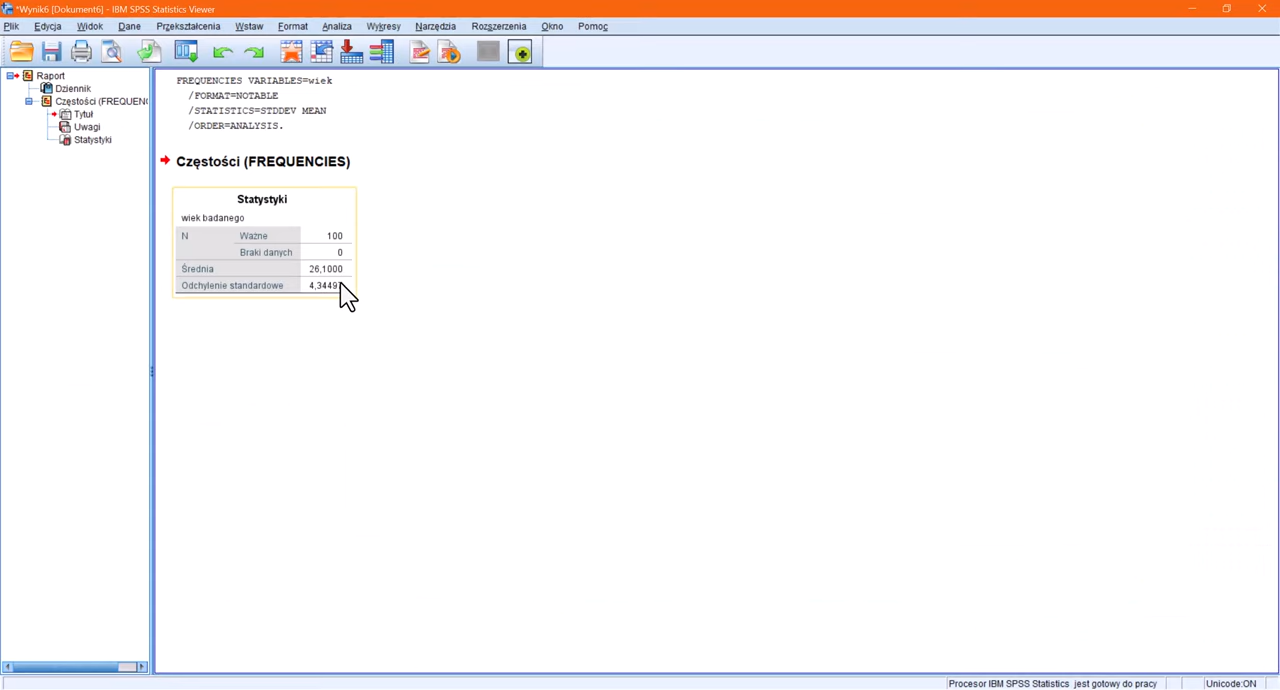 *Wynik6 [Dokument6] - IBM SPSS Statistics Viewer
Plik Edycja Widok Dane Przekształcenia Wstaw Format Analiza Wykresy Narzędzia Rozszerzenia Okno Pomoc
Raport
Dziennik
Częstości (FREQUEN
Tytuł
Uwagi
Statystyki
FREQUENCIES VARIABLES=wiek
/FORMAT=NOTABLE
/STATISTICS=STDDEV MEAN
/ORDER=ANALYSIS.
Częstości (FREQUENCIES)
Statystyki
wiek badanego
N Ważne 100
Braki danych 0
Średnia 26,1000
Odchylenie standardowe
Procesor IBM SPSS Statistics jest gotowy do pracy Unicode:ON